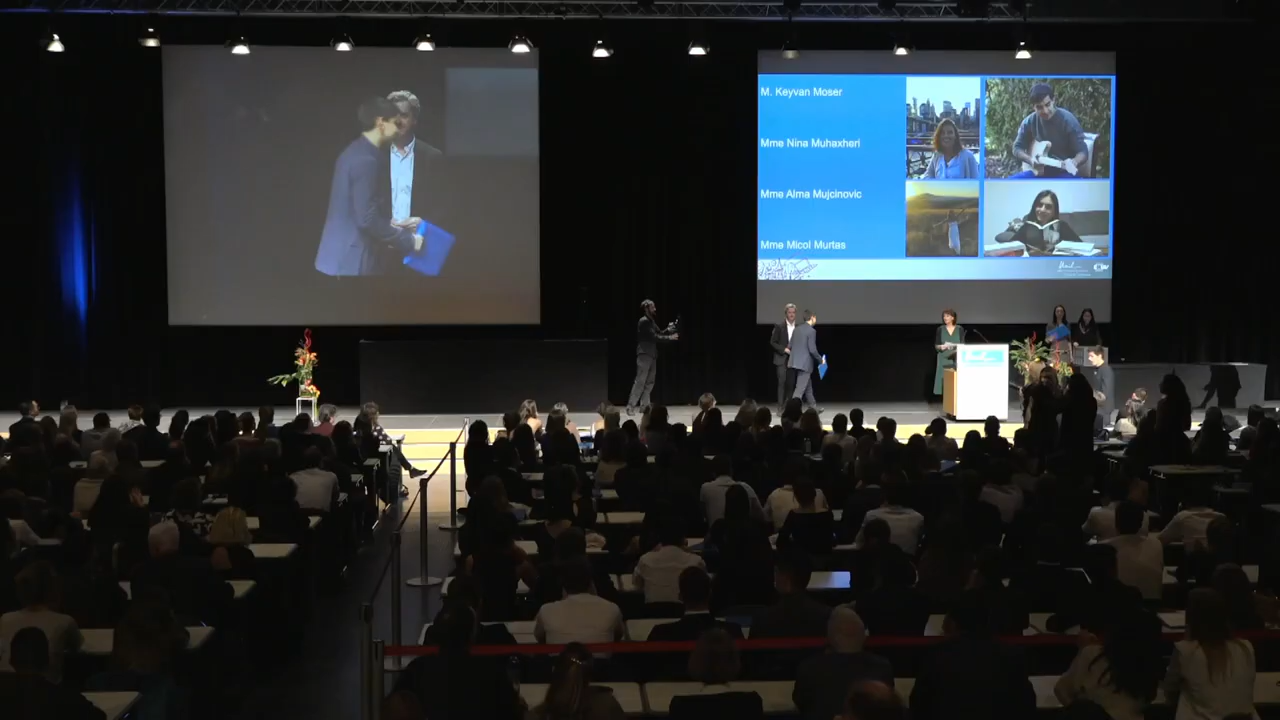 M. Keyvan Moser
Mme Nina Muhaxheri
Mme Alma Mujcinovic
Mme Micol Murtas